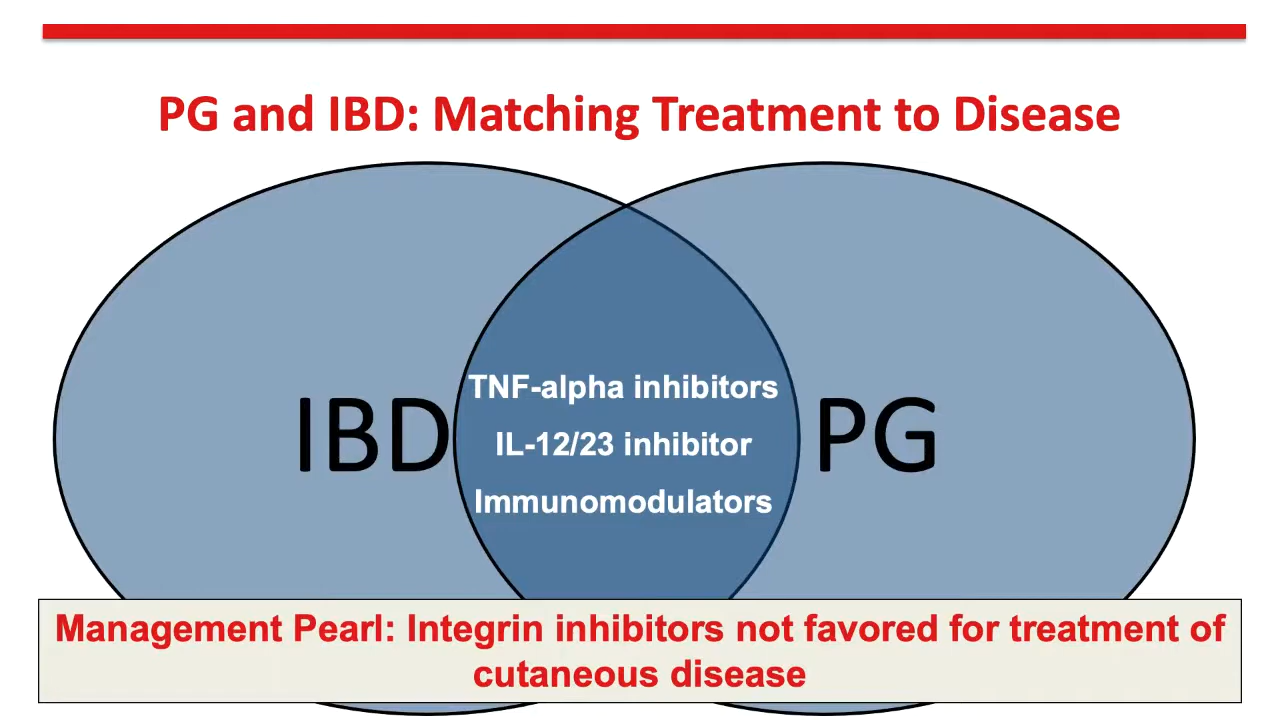 PG and IBD: Matching Treatment to Disease
IBD
TNF-alpha inhibitors
IL-12/23 inhibitor
Immunomodulators
PG
Management Pearl: Integrin inhibitors not favored for treatment of
cutaneous disease